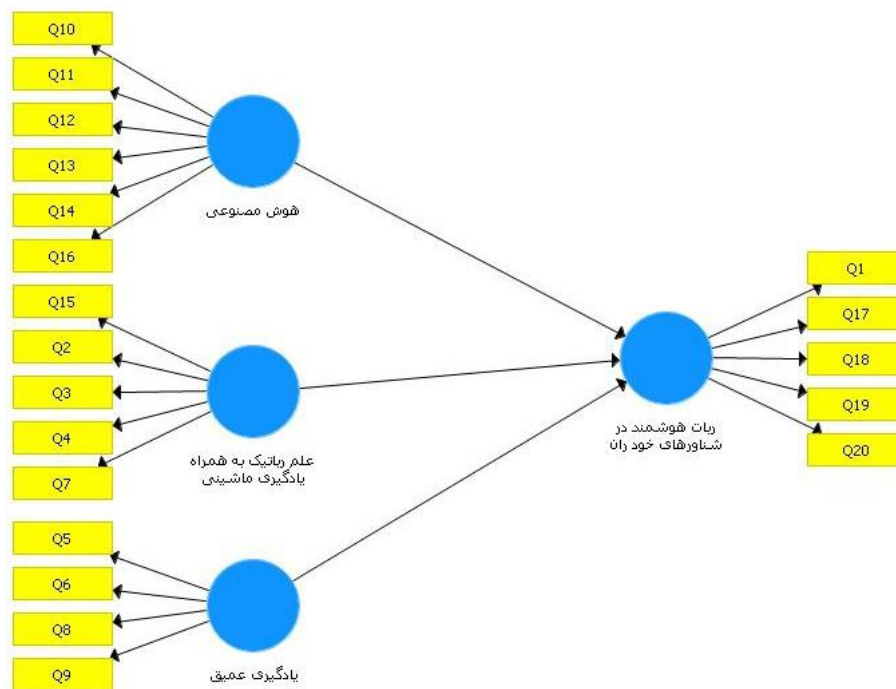 Q10
Q11
Q12
Q13
Q14
Q16
هوش مصنوعی
Q15
Q2
Q3
Q4
Q7
علم رباتیک به همراه
یادگیری ماشینی
Q5
Q6
Q8
Q9
یادگیری عمیق
Q1
Q17
Q18
Q19
Q20
ربات هوشمند در
شناورهای خود ران